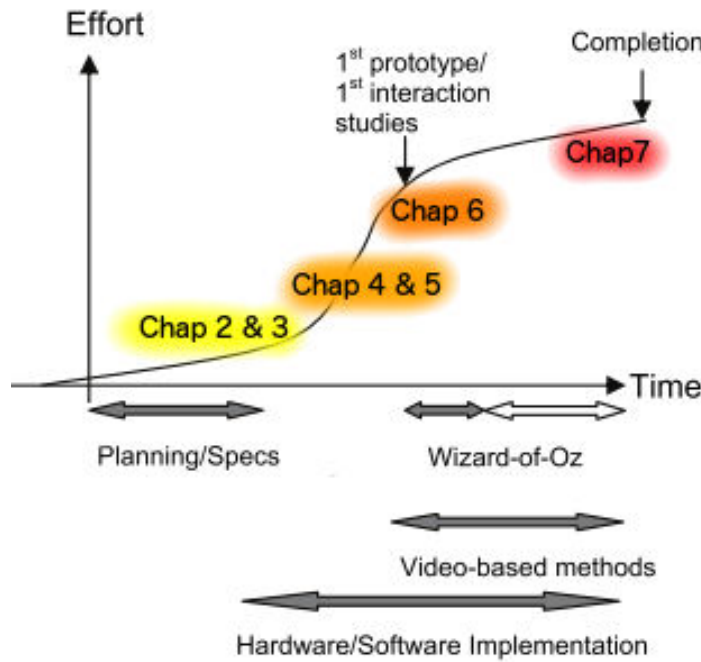 Effort
Completion
1st prototype/
1st interaction
studies
Chap7
Chap 6
Chap 4 & 5
Chap 2 & 3
Time
Planning/Specs
Wizard-of-Oz
Video-based methods
Hardware/Software Implementation